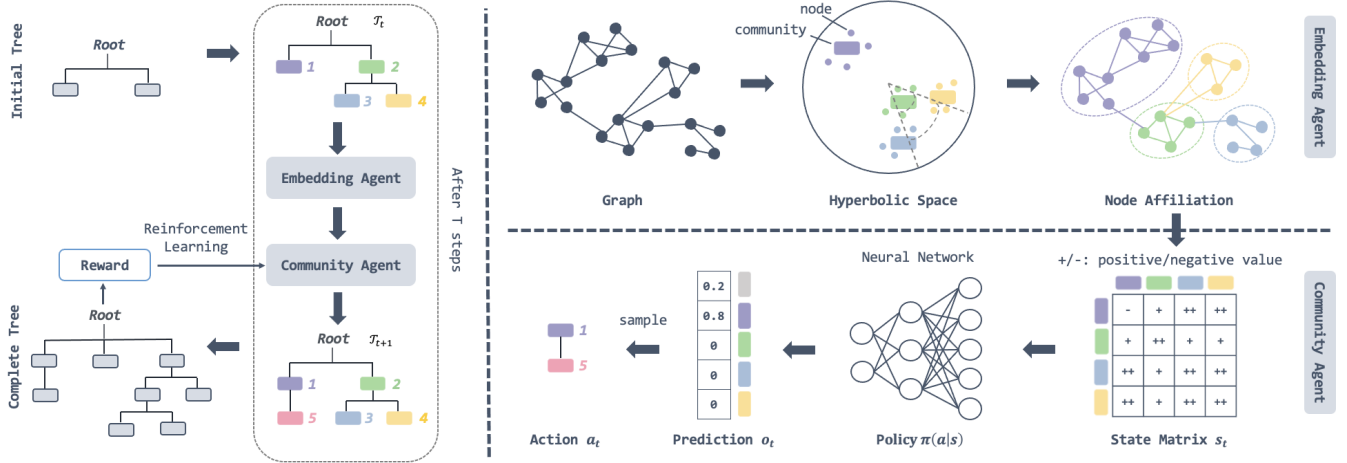 Initial Tree
Root
Root
𝒯t
1
2
3
4
Embedding Agent
Community Agent
Reinforcement
Learning
Reward
Root
Complete Tree
Root
𝒯t+1
1
2
5
3
4
After T steps
node
community
Graph
Hyperbolic Space
Node Affiliation
Embedding Agent
+/-: positive/negative value
- + ++ ++
+ ++ + +
++ + ++ ++
++ + ++ ++
State Matrix st
Neural Network
Policy π(a|s)
0.2
0.8
0
0
0
Prediction ot
sample
1
5
Action at
Community Agent